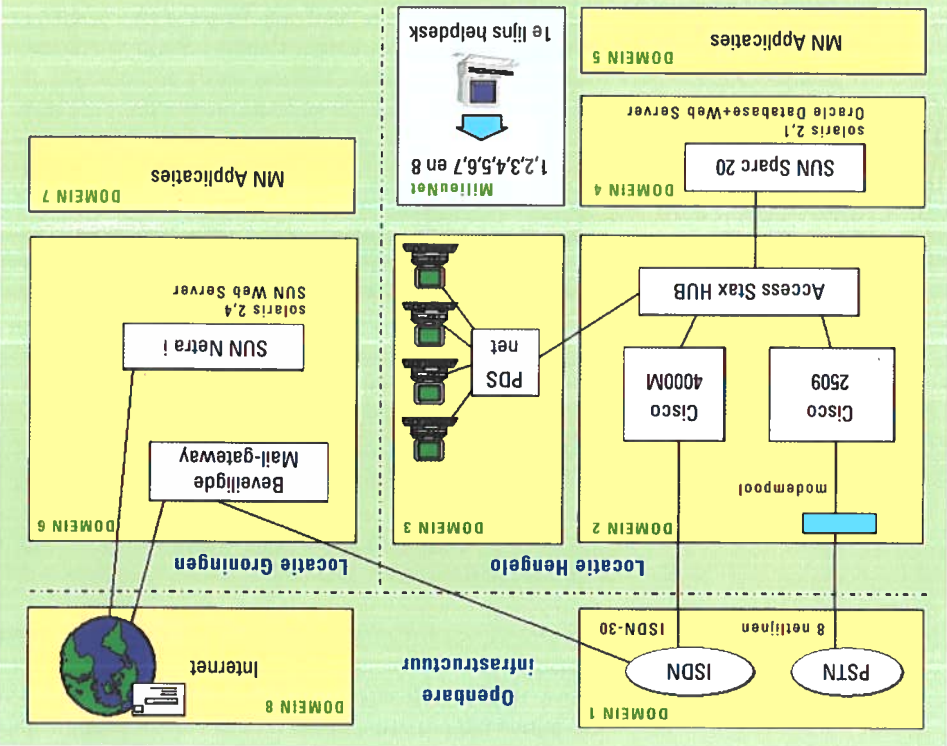 DOMEIN 1
PSTN
ISDN
8 netlijnen
ISDN-30
Openbare
infrastructuur
DOMEIN 8
Internet
Locatie Hengelo
Locatie Groningen
DOMEIN 2
modempool
Cisco
2509
Cisco
4000M
Access Stax HUB
DOMEIN 3
PDS
net
DOMEIN 6
Beveiligde
Mail-gateway
SUN Netra i
solaris 2,4
SUN Web Server
DOMEIN 4
SUN Sparc 20
solaris 2,1
Oracle Database+Web Server
MilieuNet
1,2,3,4,5,6,7 en 8
1e lijns helpdesk
DOMEIN 7
MN Applicaties
DOMEIN 5
MN Applicaties